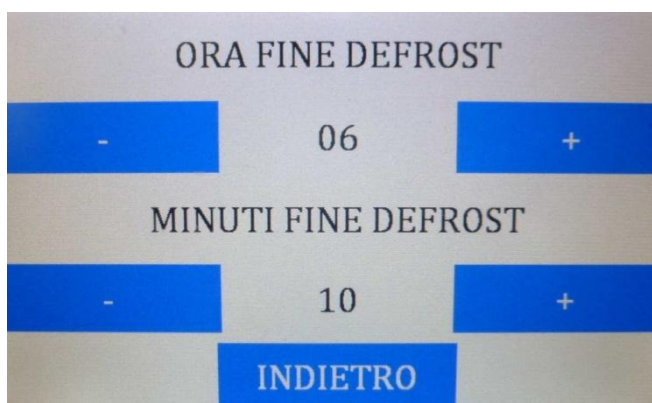 ORA FINE DEFROST
- 06 +
MINUTI FINE DEFROST
- 10 +
INDIETRO